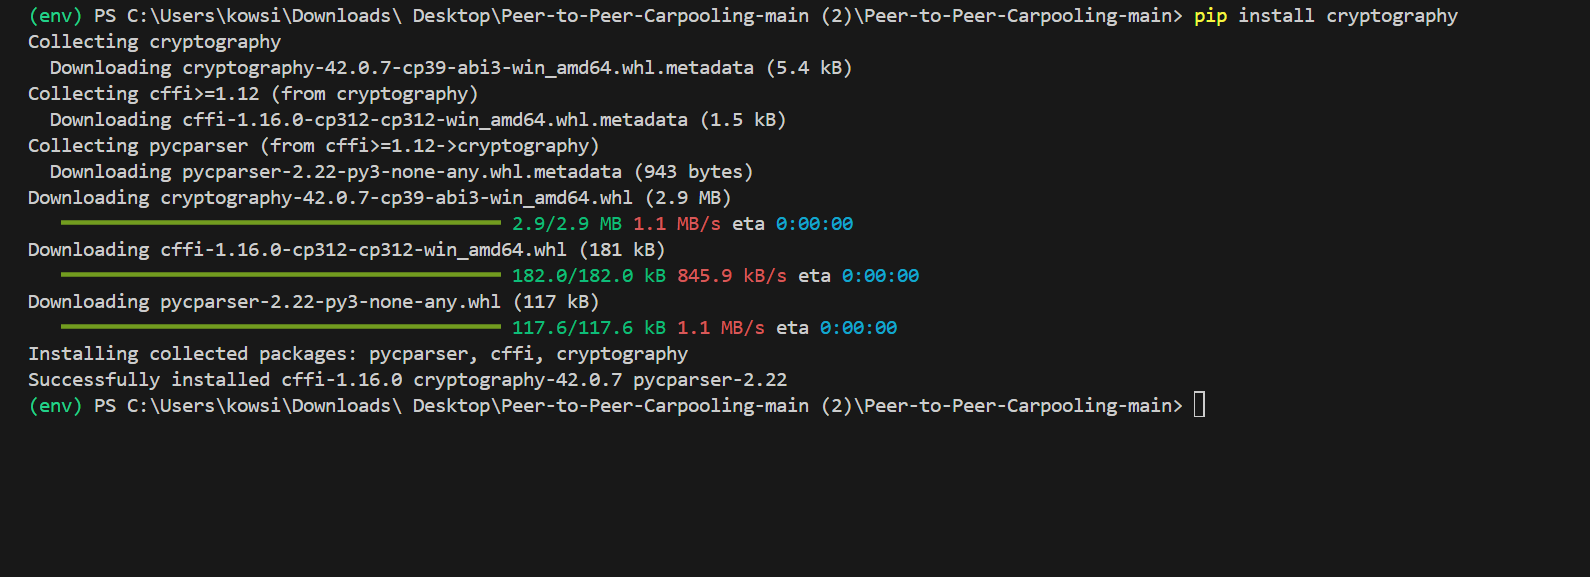 (env) PS C:\Users\kowsi\Downloads\ Desktop\Peer-to-Peer-Carpooling-main (2)\Peer-to-Peer-Carpooling-main> pip install cryptography
Collecting cryptography
  Downloading cryptography-42.0.7-cp39-abi3-win_amd64.whl.metadata (5.4 kB)
Collecting cffi>=1.12 (from cryptography)
  Downloading cffi-1.16.0-cp312-cp312-win_amd64.whl.metadata (1.5 kB)
Collecting pycparser (from cffi>=1.12->cryptography)
  Downloading pycparser-2.22-py3-none-any.whl.metadata (943 bytes)
Downloading cryptography-42.0.7-cp39-abi3-win_amd64.whl (2.9 MB)
2.9/2.9 MB 1.1 MB/s eta 0:00:00
Downloading cffi-1.16.0-cp312-cp312-win_amd64.whl (181 kB)
182.0/182.0 kB 845.9 kB/s eta 0:00:00
Downloading pycparser-2.22-py3-none-any.whl (117 kB)
117.6/117.6 kB 1.1 MB/s eta 0:00:00
Installing collected packages: pycparser, cffi, cryptography
Successfully installed cffi-1.16.0 cryptography-42.0.7 pycparser-2.22
(env) PS C:\Users\kowsi\Downloads\ Desktop\Peer-to-Peer-Carpooling-main (2)\Peer-to-Peer-Carpooling-main>